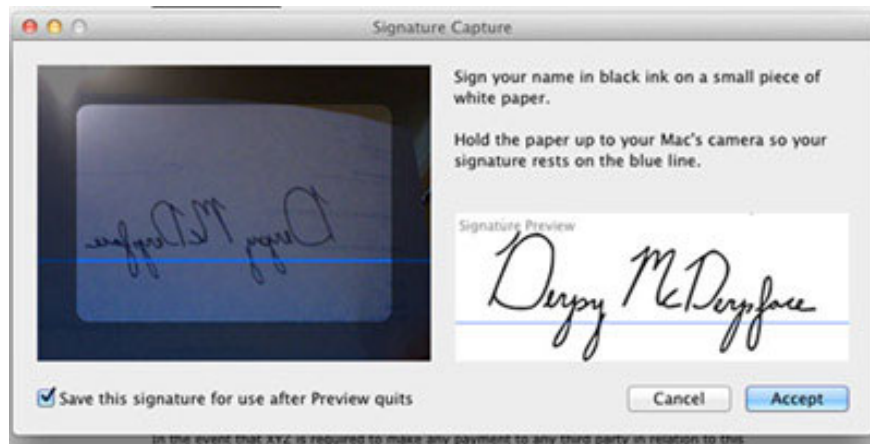 Signature Capture
Sign your name in black ink on a small piece of
white paper.
Hold the paper up to your Mac's camera so your
signature rests on the blue line.
Derpy McDerpface
Signature Preview
Derpy McDerpface
Save this signature for use after Preview quits
Cancel
Accept
In the event that XYZ is required to make any payment to any third party in relation to this